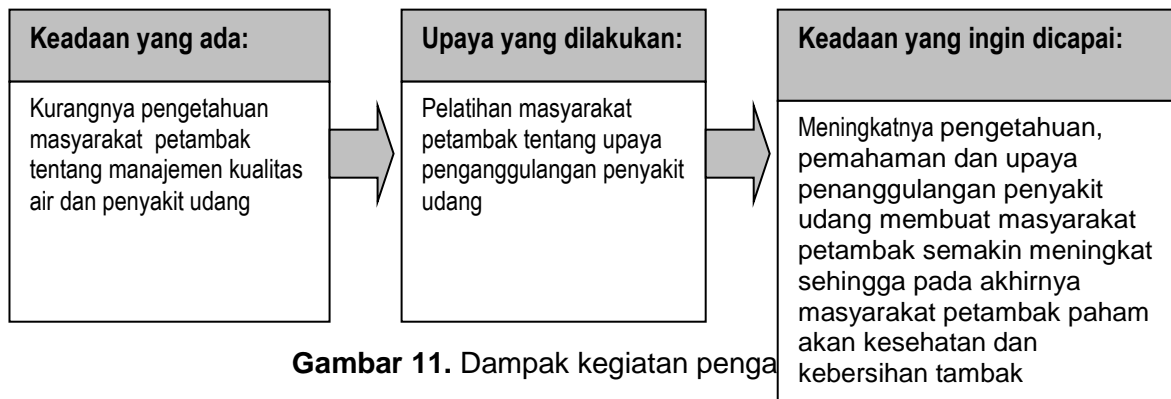 Keadaan yang ada:
Kurangnya pengetahuan
masyarakat petambak
tentang manajemen kualitas
air dan penyakit udang
Upaya yang dilakukan:
Pelatihan masyarakat
petambak tentang upaya
penganggulangan penyakit
udang
Keadaan yang ingin dicapai:
Meningkatnya pengetahuan,
pemahaman dan upaya
penanggulangan penyakit
udang membuat masyarakat
petambak semakin meningkat
sehingga pada akhirnya
masyarakat petambak paham
akan kesehatan dan
kebersihan tambak
Gambar 11. Dampak kegiatan penga